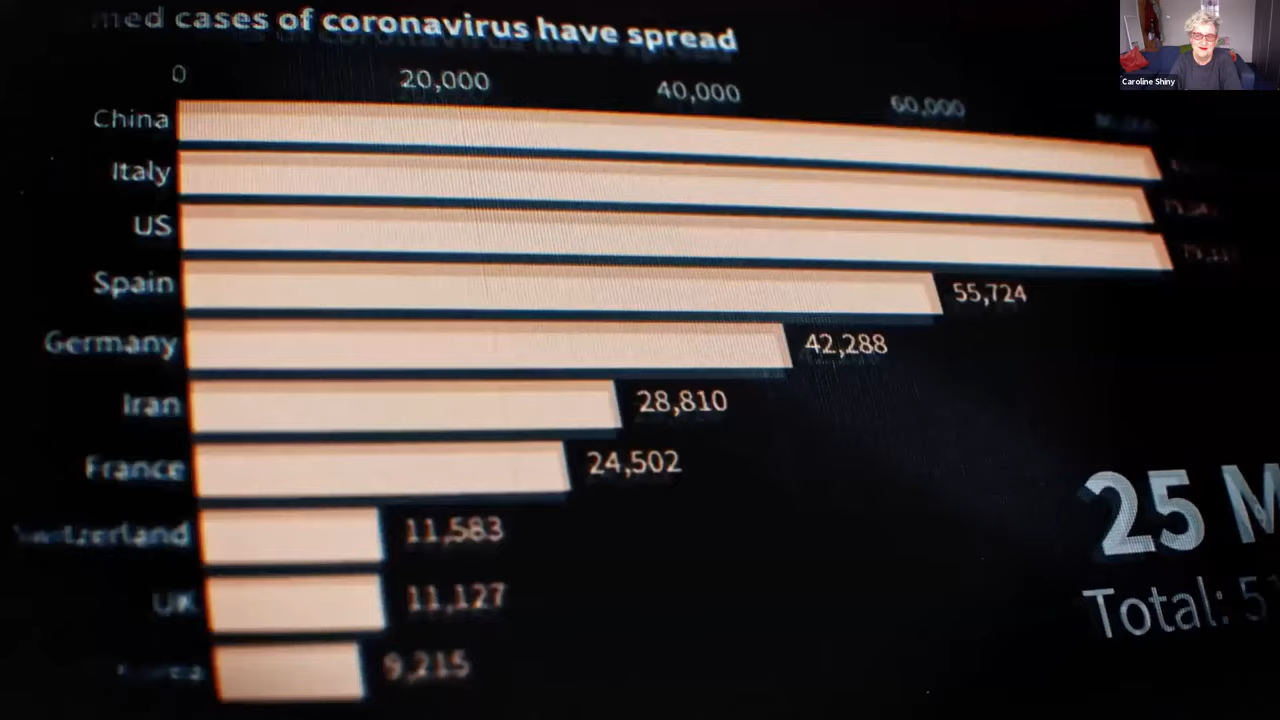 med cases of coronavirus have spread
0 20,000 40,000 60,000
China
Italy
US
Spain 55,724
Germany 42,288
Iran 28,810
France 24,502
Switzerland 11,583
UK 11,127
9,215
25 M
Total: 5
Caroline Shiny